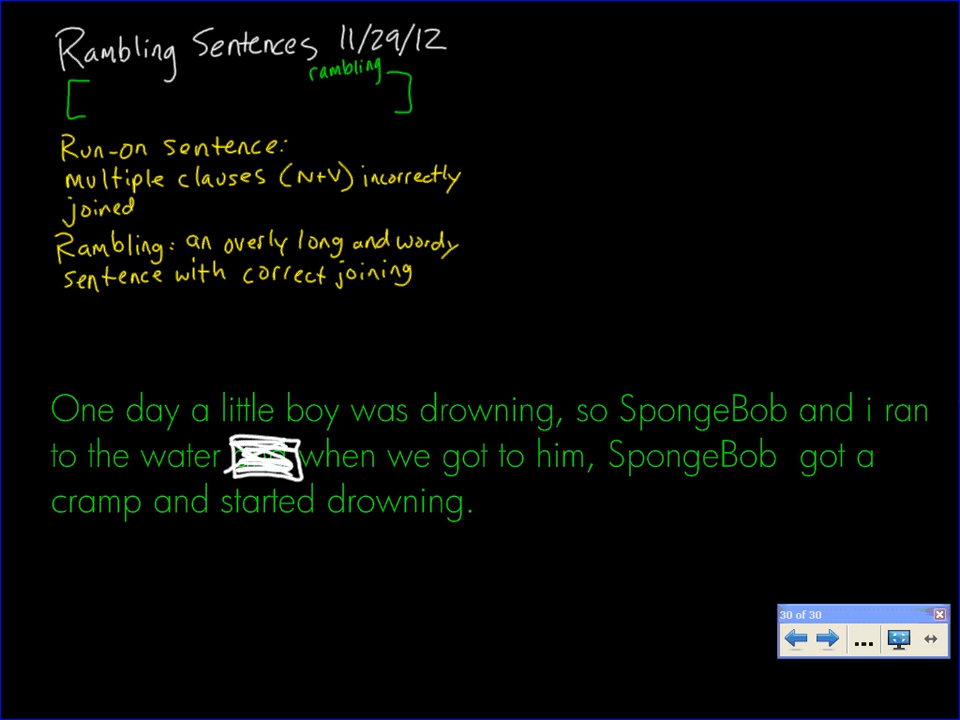 Rambling Sentences 11/29/12
rambling
[ ]
Run-on sentence:
multiple clauses (N+V) incorrectly
joined
Rambling: an overly long and wordy
sentence with correct joining
One day a little boy was drowning, so SpongeBob and i ran
to the water when we got to him, SpongeBob got a
cramp and started drowning.
30 of 30
...